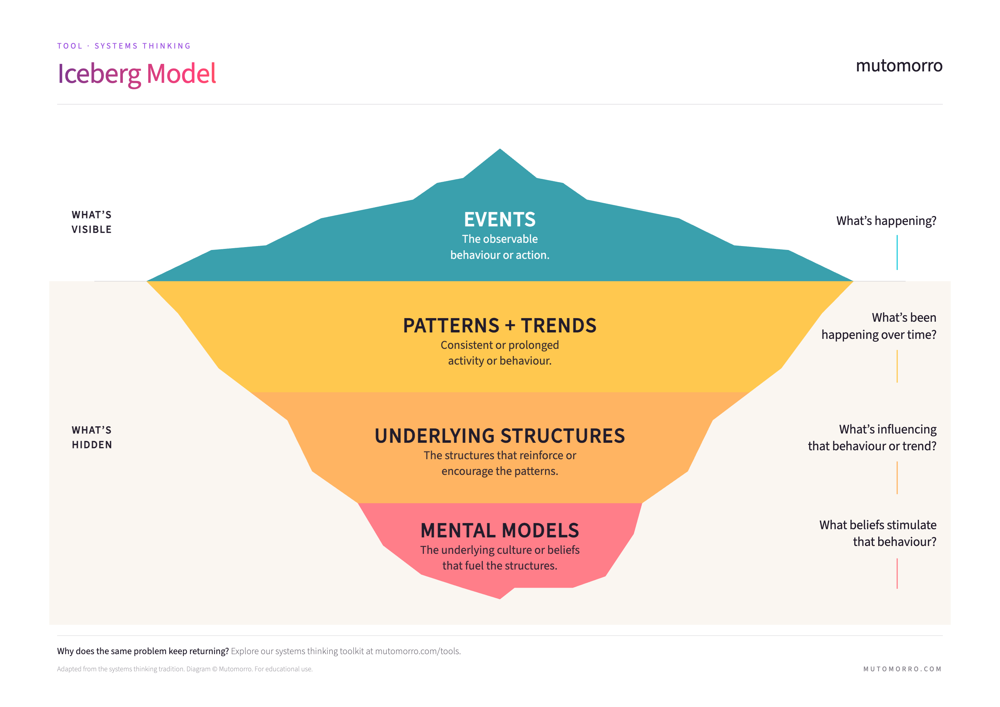 TOOL · SYSTEMS THINKING
Iceberg Model
mutomorro
WHAT’S
VISIBLE
EVENTS
The observable
behaviour or action.
What’s happening?
PATTERNS + TRENDS
Consistent or prolonged
activity or behaviour.
What’s been
happening over time?
WHAT’S
HIDDEN
UNDERLYING STRUCTURES
The structures that reinforce or
encourage the patterns.
What’s influencing
that behaviour or trend?
MENTAL MODELS
The underlying culture or beliefs
that fuel the structures.
What beliefs stimulate
that behaviour?
Why does the same problem keep returning? Explore our systems thinking toolkit at mutomorro.com/tools.
Adapted from the systems thinking tradition. Diagram © Mutomorro. For educational use.
MUTOMORRO.COM